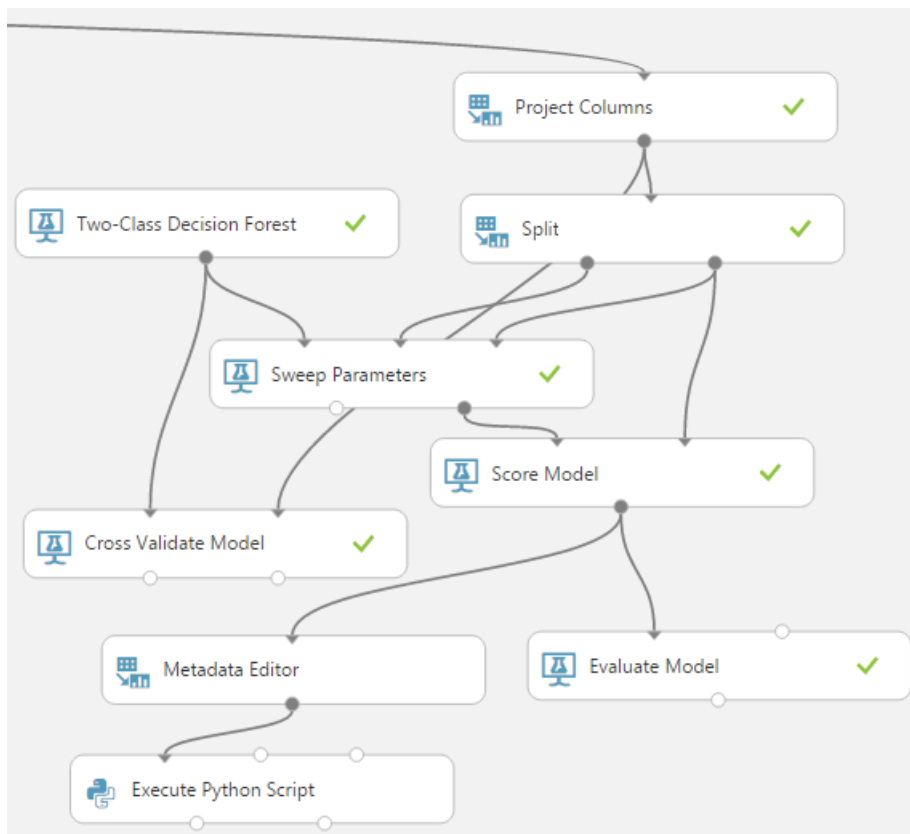 Project Columns
Two-Class Decision Forest
Split
Sweep Parameters
Score Model
Cross Validate Model
Metadata Editor
Evaluate Model
Execute Python Script